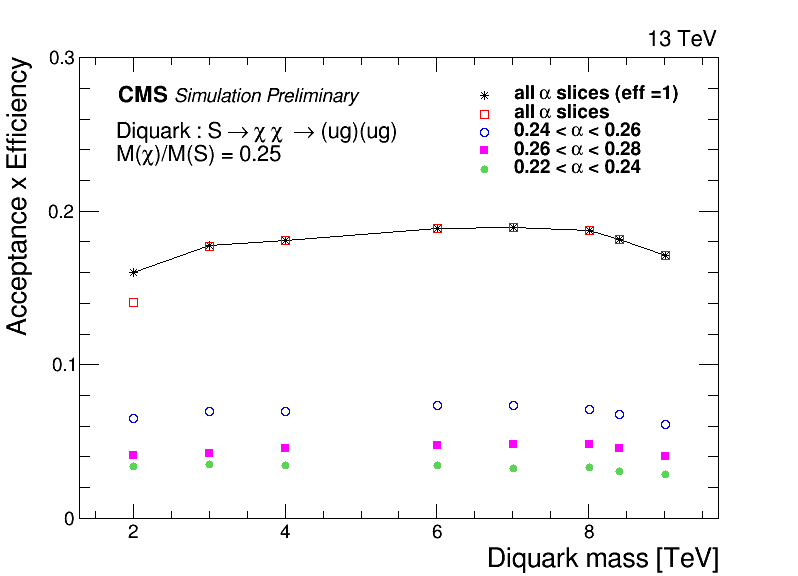 13 TeV
0.3
CMS Simulation Preliminary
Diquark : S → χ χ → (ug)(ug)
M(χ)/M(S) = 0.25
all α slices (eff =1)
all α slices
0.24 < α < 0.26
0.26 < α < 0.28
0.22 < α < 0.24
Acceptance x Efficiency
0.2
0.1
0
2
4
6
8
Diquark mass [TeV]